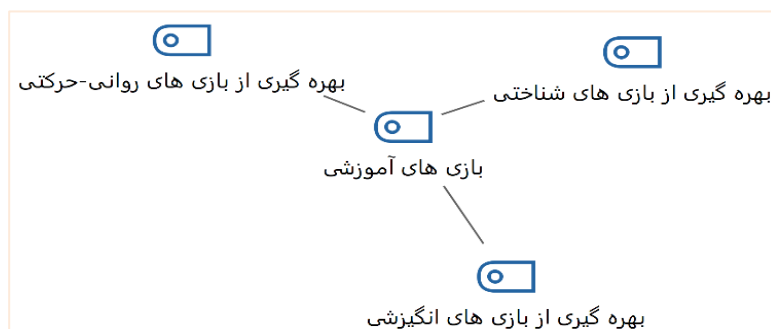 بهره گیری از بازی های روانی-حرکتی
بهره گیری از بازی های شناختی
بازی های آموزشی
بهره گیری از بازی های انگیزشی